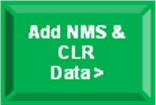 Add NMS &
CLR
Data >